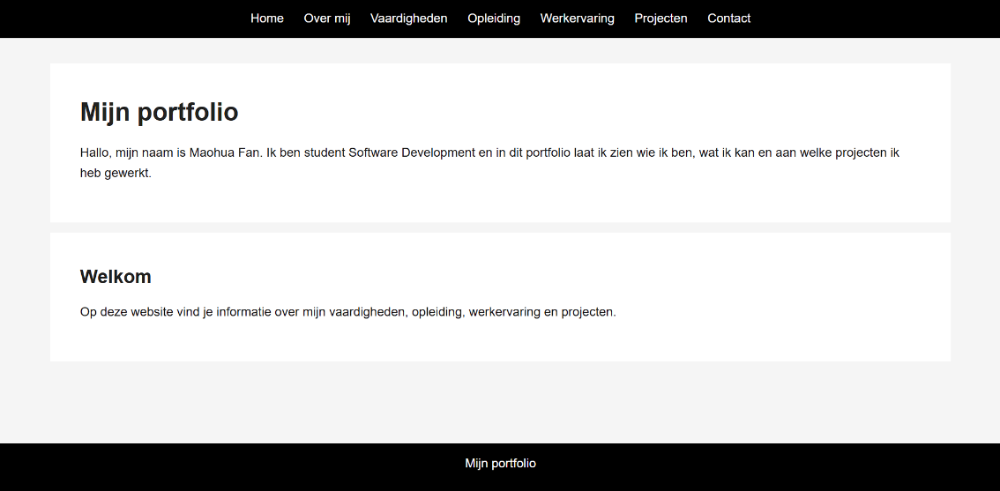 Home Over mij Vaardigheden Opleiding Werkervaring Projecten Contact
Mijn portfolio
Hallo, mijn naam is Maohua Fan. Ik ben student Software Development en in dit portfolio laat ik zien wie ik ben, wat ik kan en aan welke projecten ik
heb gewerkt.
Welkom
Op deze website vind je informatie over mijn vaardigheden, opleiding, werkervaring en projecten.
Mijn portfolio